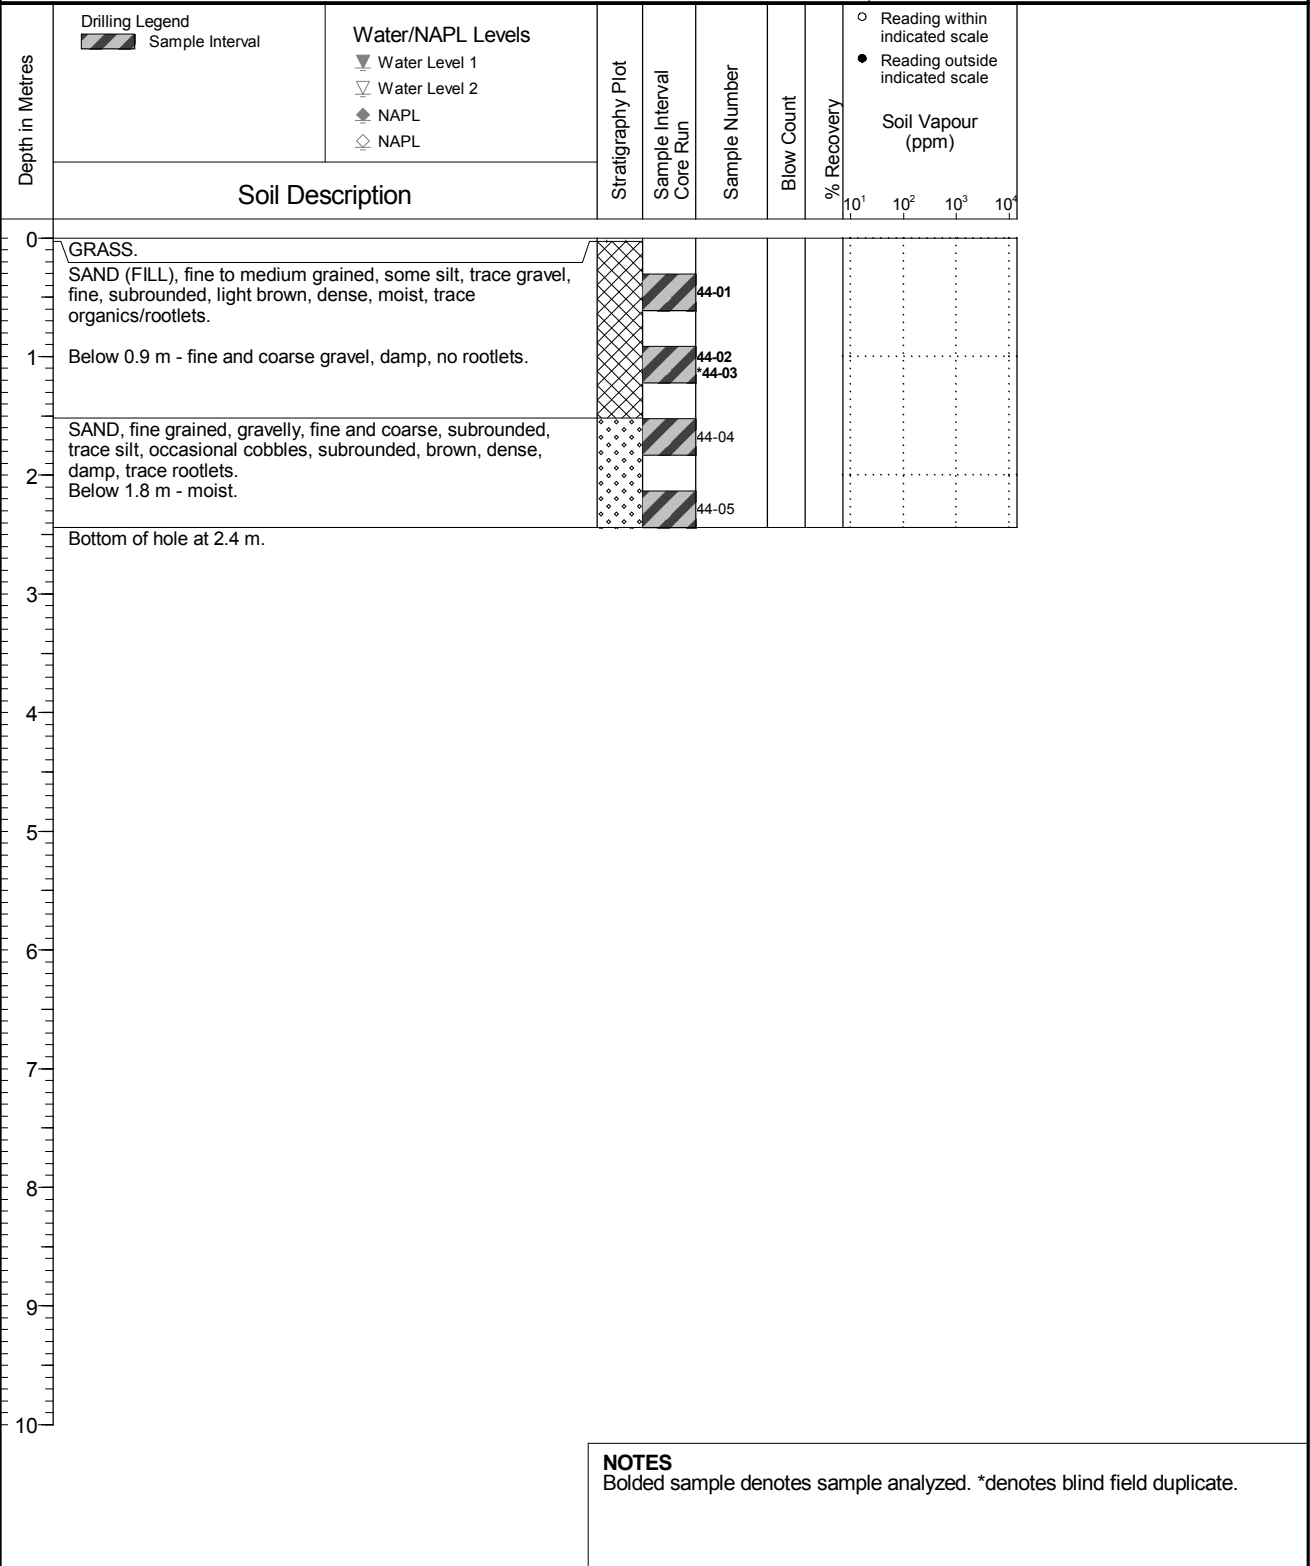 Depth in Metres
Drilling Legend
Sample Interval
Water/NAPL Levels
Water Level 1
Water Level 2
NAPL
NAPL
Soil Description
Stratigraphy Plot
Sample Interval
Core Run
Sample Number
Blow Count
% Recovery
Reading within
indicated scale
Reading outside
indicated scale
Soil Vapour
(ppm)
10¹ 10² 10³ 10⁴
0
GRASS.
SAND (FILL), fine to medium grained, some silt, trace gravel,
fine, subrounded, light brown, dense, moist, trace
organics/rootlets.
44-01
1
Below 0.9 m - fine and coarse gravel, damp, no rootlets.
44-02
*44-03
SAND, fine grained, gravelly, fine and coarse, subrounded,
trace silt, occasional cobbles, subrounded, brown, dense,
damp, trace rootlets.
44-04
2
Below 1.8 m - moist.
44-05
Bottom of hole at 2.4 m.
3
4
5
6
7
8
9
10
NOTES
Bolded sample denotes sample analyzed. *denotes blind field duplicate.